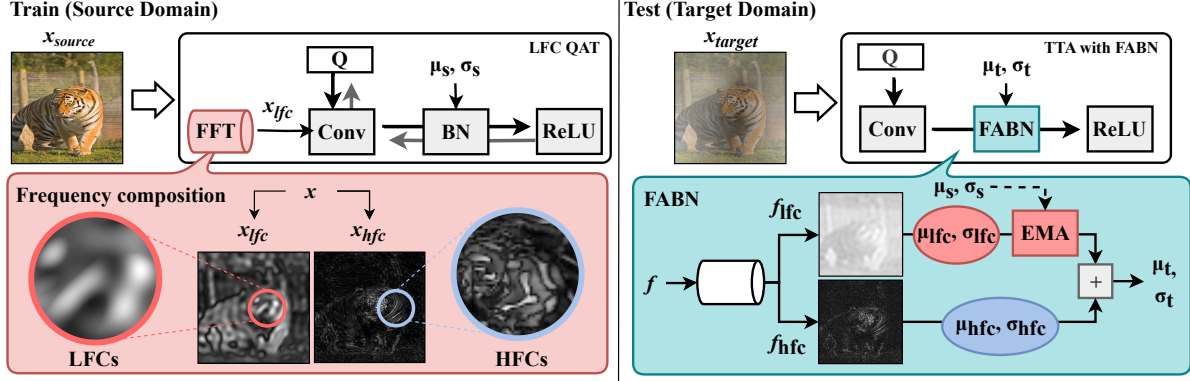 Train (Source Domain)
x_source
LFC QAT
Q
μs, σs
FFT
x_lfc
Conv
BN
ReLU
Frequency composition
x
x_lfc
x_hfc
LFCs
HFCs
Test (Target Domain)
x_target
TTA with FABN
Q
μt, σt
Conv
FABN
ReLU
FABN
μs, σs
f_lfc
μlfc, σlfc
EMA
f
+
μt,
σt
f_hfc
μhfc, σhfc